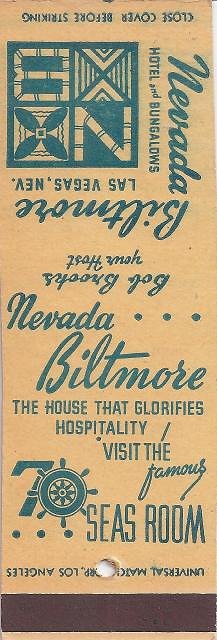 CLOSE COVER BEFORE STRIKING
Nevada
HOTEL and BUNGALOWS
Biltmore
LAS VEGAS, NEV.
Bob Brooks
your Host
Nevada . . .
Biltmore
THE HOUSE THAT GLORIFIES
HOSPITALITY
VISIT THE
famous
7
. . . SEAS ROOM
UNIVERSAL MATCH CORP., LOS ANGELES